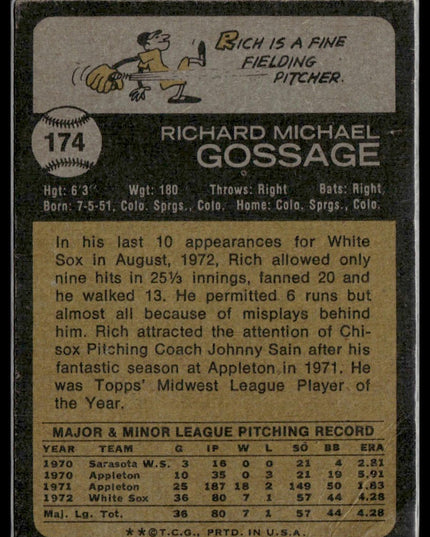 RICH IS A FINE
FIELDING
PITCHER.
174
RICHARD MICHAEL
GOSSAGE
Hgt: 6'3" Wgt: 180 Throws: Right Bats: Right
Born: 7-5-51, Colo. Sprgs., Colo. Home: Colo. Sprgs., Colo.
In his last 10 appearances for White
Sox in August, 1972, Rich allowed only
nine hits in 25⅓ innings, fanned 20 and
he walked 13. He permitted 6 runs but
almost all because of misplays behind
him. Rich attracted the attention of Chi-
sox Pitching Coach Johnny Sain after his
fantastic season at Appleton in 1971. He
was Topps' Midwest League Player of
the Year.
MAJOR & MINOR LEAGUE PITCHING RECORD
YEAR TEAM G IP W L SO BB ERA
1970 Sarasota W.S. 3 16 0 0 21 4 2.81
1970 Appleton 10 35 0 3 21 19 5.91
1971 Appleton 25 187 18 2 149 50 1.83
1972 White Sox 36 80 7 1 57 44 4.28
Maj. Lg. Tot. 36 80 7 1 57 44 4.28
**©T.C.G., PRTD. IN U.S.A.